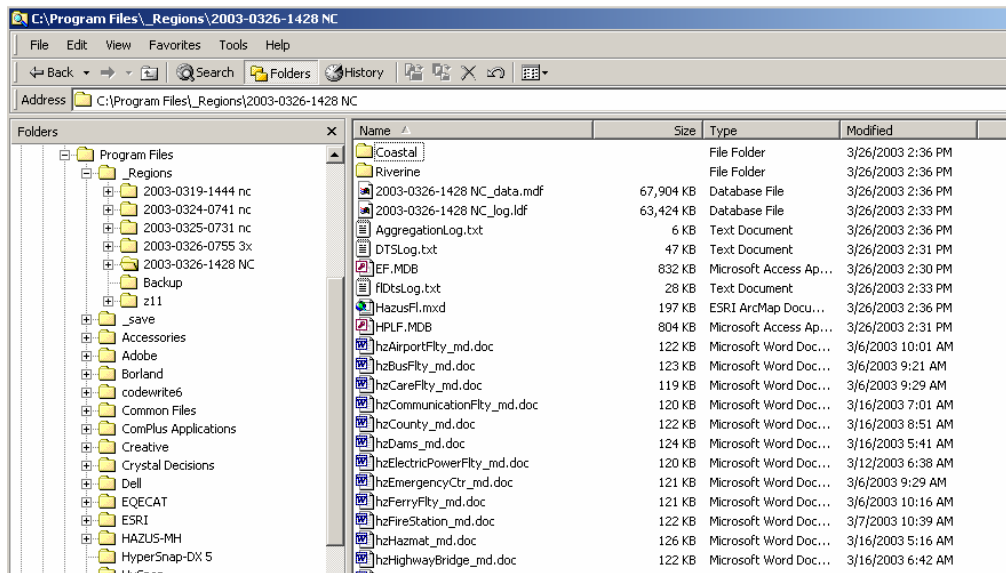 C:\Program Files\_Regions\2003-0326-1428 NC
File Edit View Favorites Tools Help
Back Search Folders History
Address C:\Program Files\_Regions\2003-0326-1428 NC
Folders
Program Files
_Regions
2003-0319-1444 nc
2003-0324-0741 nc
2003-0325-0731 nc
2003-0326-0755 3x
2003-0326-1428 NC
Backup
z11
_save
Accessories
Adobe
Borland
codewrite6
Common Files
ComPlus Applications
Creative
Crystal Decisions
Dell
EQECAT
ESRI
HAZUS-MH
HyperSnap-DX 5
Name Size Type Modified
Coastal File Folder 3/26/2003 2:36 PM
Riverine File Folder 3/26/2003 2:36 PM
2003-0326-1428 NC_data.mdf 67,904 KB Database File 3/26/2003 2:36 PM
2003-0326-1428 NC_log.ldf 63,424 KB Database File 3/26/2003 2:33 PM
AggregationLog.txt 6 KB Text Document 3/26/2003 2:36 PM
DTSLog.txt 47 KB Text Document 3/26/2003 2:31 PM
EF.MDB 832 KB Microsoft Access Ap... 3/26/2003 2:30 PM
flDtsLog.txt 28 KB Text Document 3/26/2003 2:33 PM
HazusFl.mxd 197 KB ESRI ArcMap Docu... 3/26/2003 2:36 PM
HPLF.MDB 804 KB Microsoft Access Ap... 3/26/2003 2:31 PM
hzAirportFlty_md.doc 122 KB Microsoft Word Doc... 3/6/2003 10:01 AM
hzBusFlty_md.doc 123 KB Microsoft Word Doc... 3/6/2003 9:21 AM
hzCareFlty_md.doc 119 KB Microsoft Word Doc... 3/6/2003 9:29 AM
hzCommunicationFlty_md.doc 120 KB Microsoft Word Doc... 3/16/2003 7:01 AM
hzCounty_md.doc 122 KB Microsoft Word Doc... 3/16/2003 8:51 AM
hzDams_md.doc 124 KB Microsoft Word Doc... 3/16/2003 5:41 AM
hzElectricPowerFlty_md.doc 120 KB Microsoft Word Doc... 3/12/2003 6:38 AM
hzEmergencyCtr_md.doc 121 KB Microsoft Word Doc... 3/6/2003 9:29 AM
hzFerryFlty_md.doc 121 KB Microsoft Word Doc... 3/6/2003 10:16 AM
hzFireStation_md.doc 122 KB Microsoft Word Doc... 3/7/2003 10:39 AM
hzHazmat_md.doc 126 KB Microsoft Word Doc... 3/16/2003 5:16 AM
hzHighwayBridge_md.doc 122 KB Microsoft Word Doc... 3/16/2003 6:42 AM